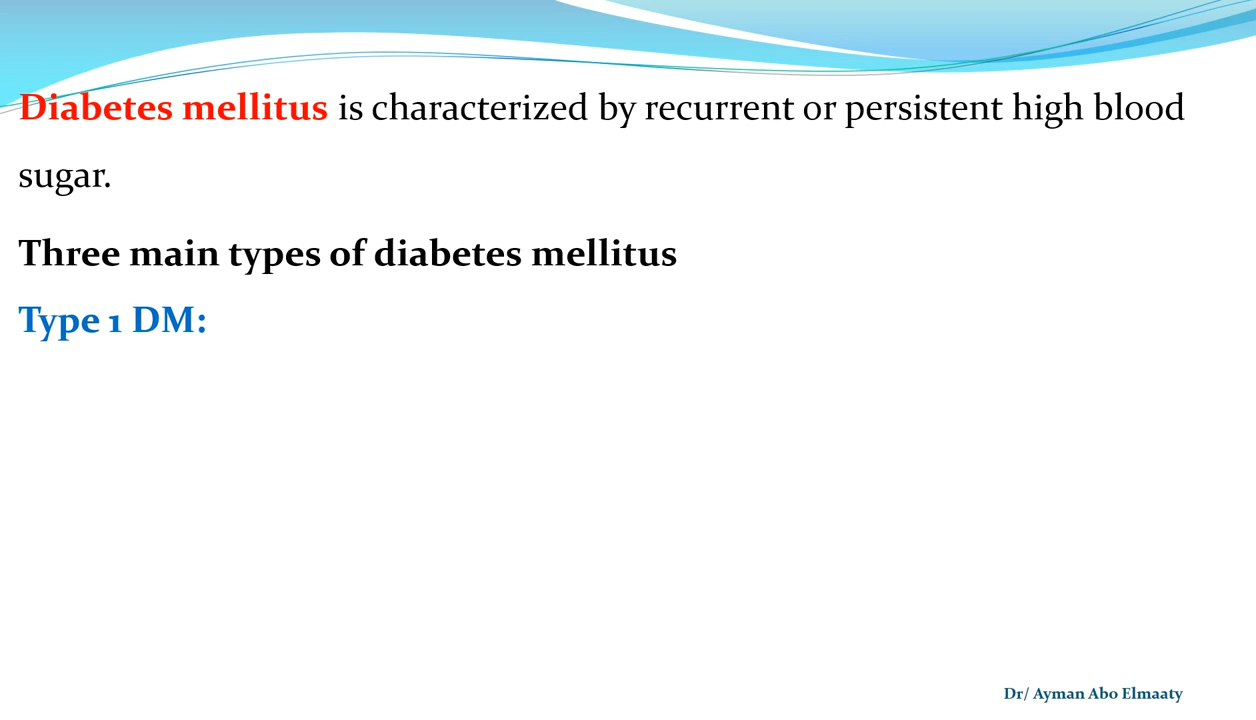 Diabetes mellitus is characterized by recurrent or persistent high blood
sugar.
Three main types of diabetes mellitus
Type 1 DM:
Dr/ Ayman Abo Elmaaty